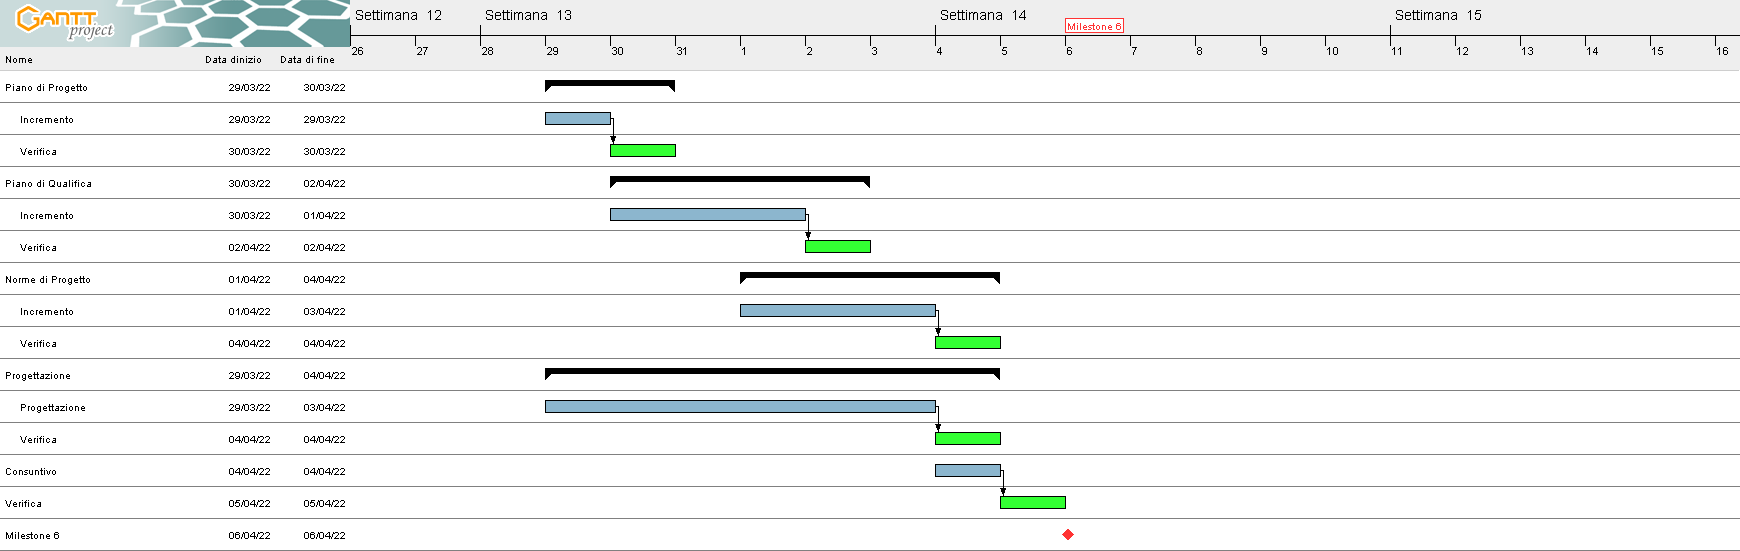 GANTT project
Settimana 12 Settimana 13 Settimana 14 Settimana 15
Milestone 6
26 27 28 29 30 31 1 2 3 4 5 6 7 8 9 10 11 12 13 14 15 16
Nome Data dinizio Data di fine
Piano di Progetto 29/03/22 30/03/22
Incremento 29/03/22 29/03/22
Verifica 30/03/22 30/03/22
Piano di Qualifica 30/03/22 02/04/22
Incremento 30/03/22 01/04/22
Verifica 02/04/22 02/04/22
Norme di Progetto 01/04/22 04/04/22
Incremento 01/04/22 03/04/22
Verifica 04/04/22 04/04/22
Progettazione 29/03/22 04/04/22
Progettazione 29/03/22 03/04/22
Verifica 04/04/22 04/04/22
Consuntivo 04/04/22 04/04/22
Verifica 05/04/22 05/04/22
Milestone 6 06/04/22 06/04/22